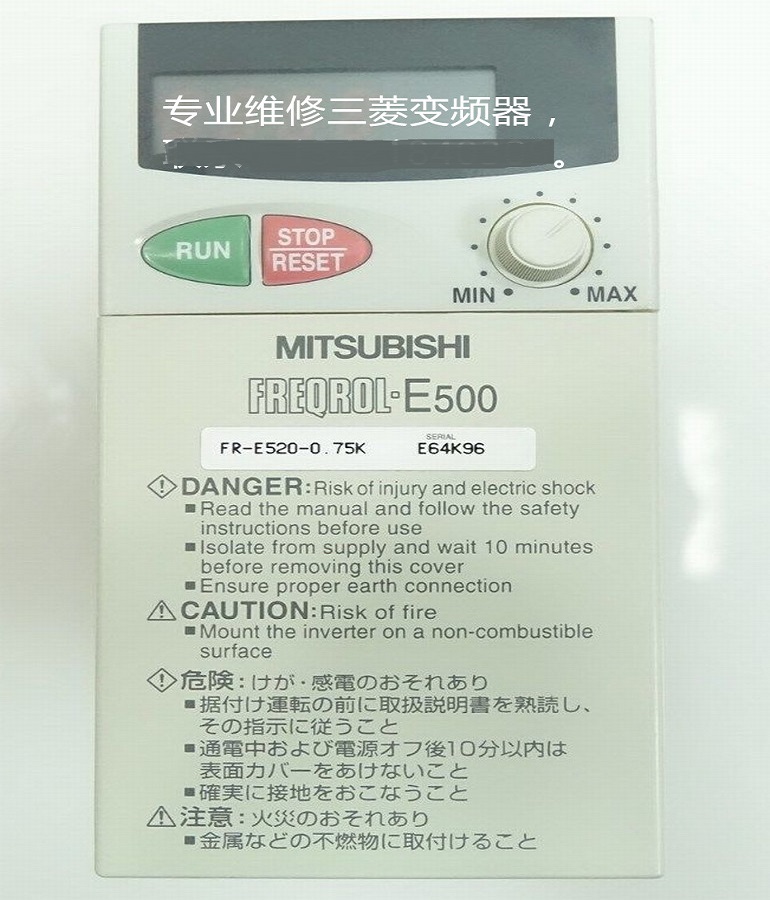 专业维修三菱变频器，
RUN
STOP
RESET
MIN
MAX
MITSUBISHI
FREQROL-E500
SERIAL
FR-E520-0.75K E64K96
DANGER:Risk of injury and electric shock
■Read the manual and follow the safety
instructions before use
■Isolate from supply and wait 10 minutes
before removing this cover
■Ensure proper earth connection
CAUTION:Risk of fire
■Mount the inverter on a non-combustible
surface
危険:けが·感電のおそれあり
■据付け運転の前に取扱説明書を熟読し、
その指示に従うこと
■通電中および電源オフ後10分以内は
表面カバーをあけないこと
■確実に接地をおこなうこと
注意:火災のおそれあり
■金属などの不燃物に取付けること